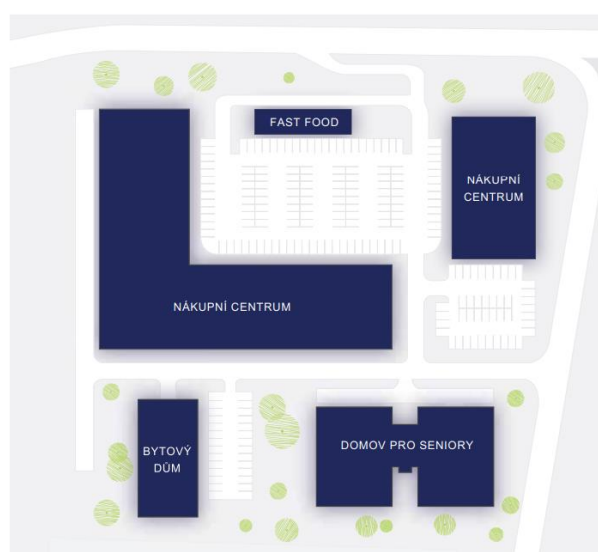 FAST FOOD
NÁKUPNÍ
CENTRUM
NÁKUPNÍ CENTRUM
BYTOVÝ
DŮM
DOMOV PRO SENIORY